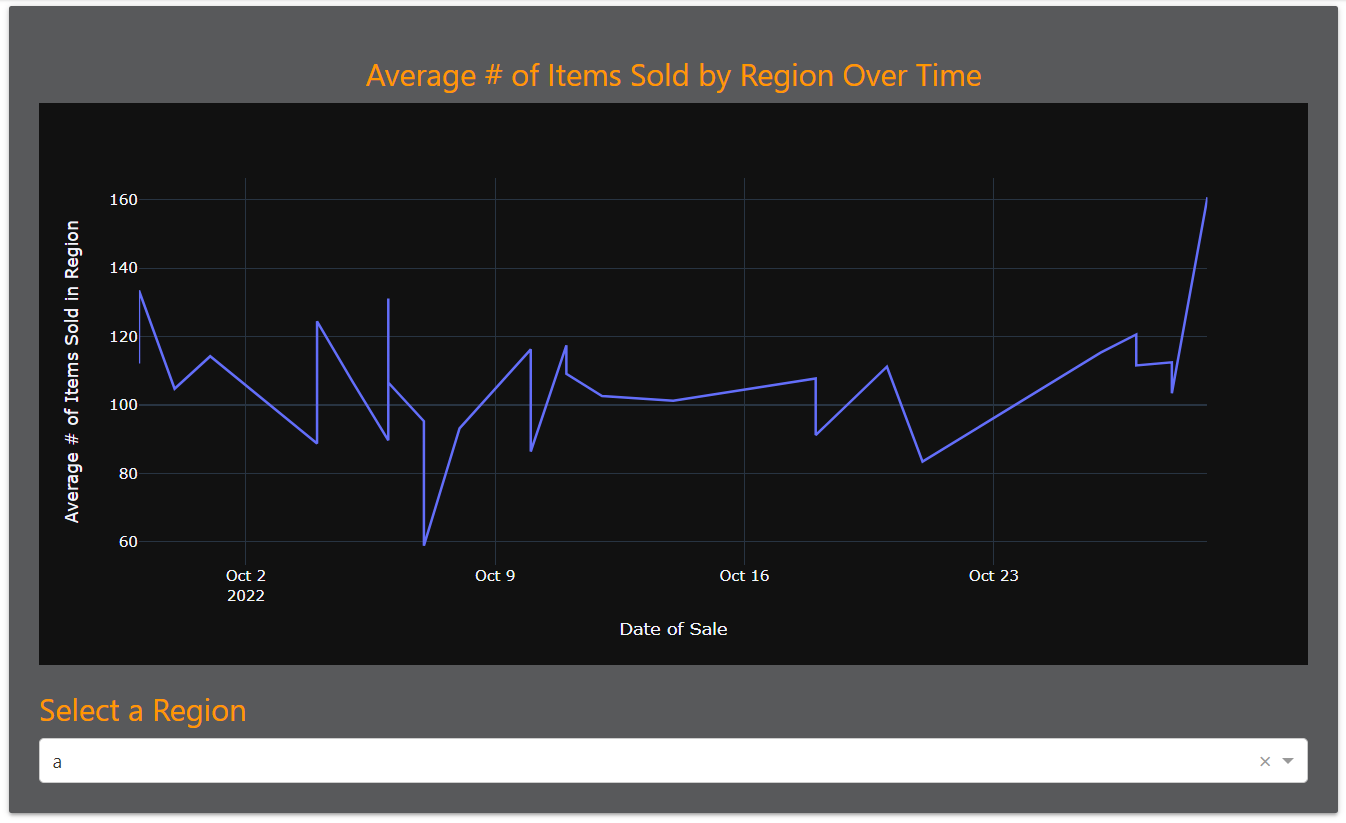 Average # of Items Sold by Region Over Time
Average # of Items Sold in Region
160
140
120
100
80
60
Oct 2
2022
Oct 9
Oct 16
Oct 23
Date of Sale
Select a Region
a